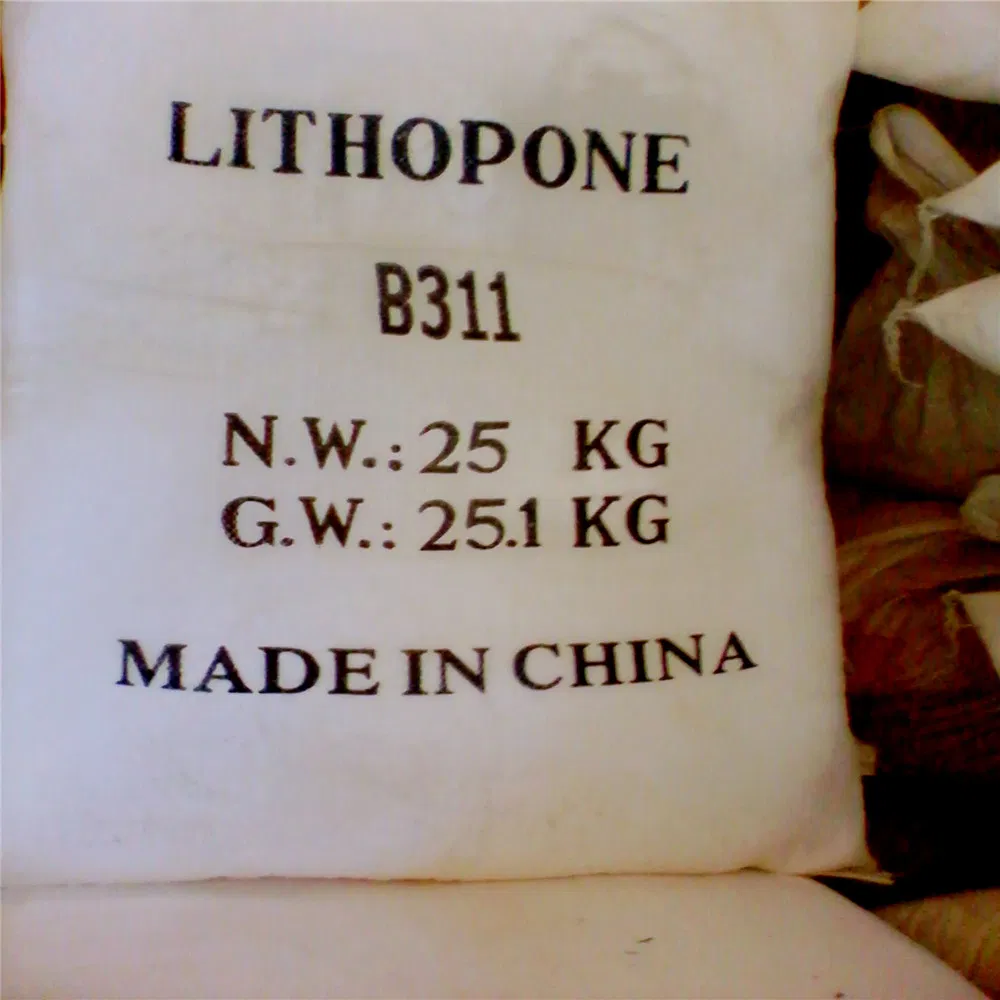 LITHOPONE
B311
N.W.: 25 KG
G.W.: 25.1 KG
MADE IN CHINA